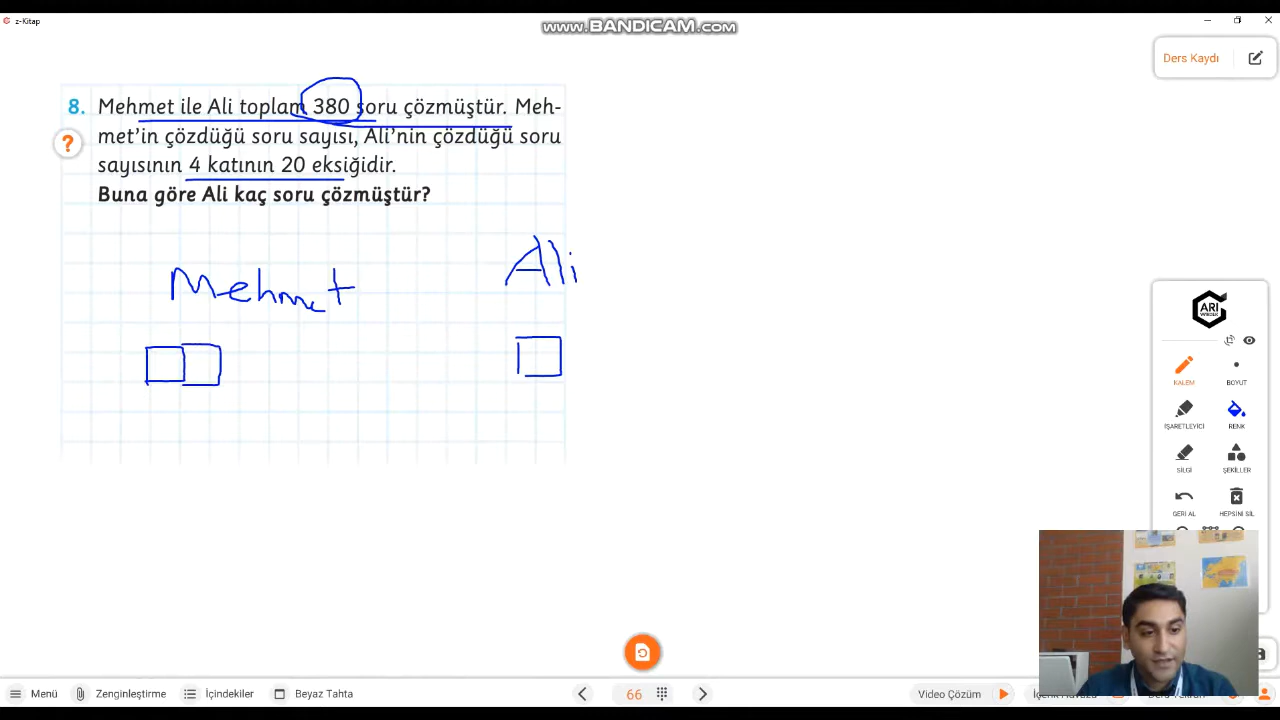 z-Kitap
www.BANDICAM.com
Ders Kaydı
8. Mehmet ile Ali toplam 380 soru çözmüştür. Meh-
met'in çözdüğü soru sayısı, Ali'nin çözdüğü soru
sayısının 4 katının 20 eksiğidir.
Buna göre Ali kaç soru çözmüştür?
?
Mehmet
Ali
ARI
KALEM
BOYUT
İŞARETLEYİCİ
RENK
SİLGİ
ŞEKİLLER
GERİ AL
HEPSİNİ SİL
Menü
Zenginleştirme
İçindekiler
Beyaz Tahta
66
Video Çözüm